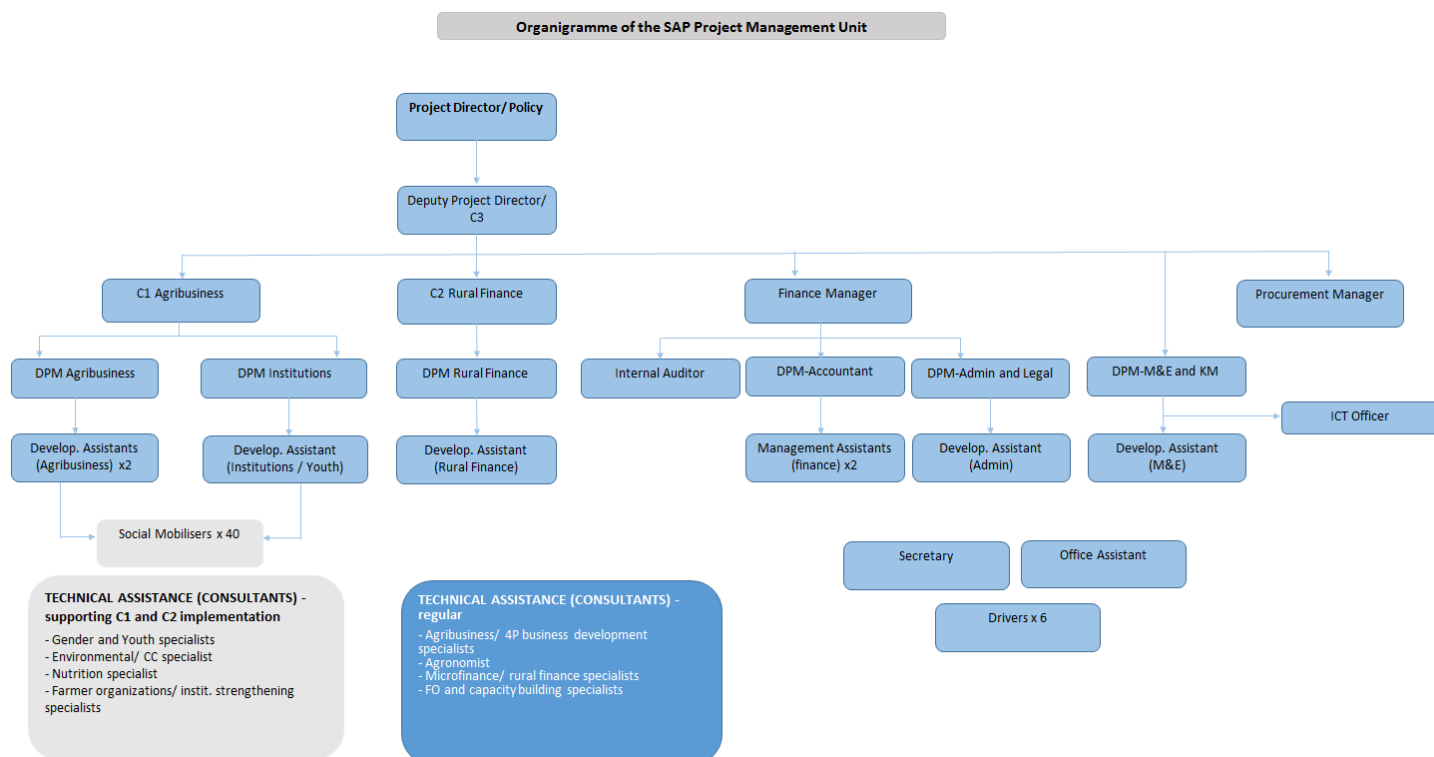 Organigramme of the SAP Project Management Unit
Project Director/ Policy
Deputy Project Director/
C3
C1 Agribusiness
C2 Rural Finance
Finance Manager
Procurement Manager
DPM Agribusiness
DPM Institutions
DPM Rural Finance
Internal Auditor
DPM-Accountant
DPM-Admin and Legal
DPM-M&E and KM
ICT Officer
Develop. Assistants
(Agribusiness) x2
Develop. Assistant
(Institutions / Youth)
Develop. Assistant
(Rural Finance)
Management Assistants
(finance) x2
Develop. Assistant
(Admin)
Develop. Assistant
(M&E)
Social Mobilisers x 40
Secretary
Office Assistant
Drivers x 6
TECHNICAL ASSISTANCE (CONSULTANTS) -
supporting C1 and C2 implementation
- Gender and Youth specialists
- Environmental/ CC specialist
- Nutrition specialist
- Farmer organizations/ instit. strengthening
specialists
TECHNICAL ASSISTANCE (CONSULTANTS) -
regular
- Agribusiness/ 4P business development
specialists
- Agronomist
- Microfinance/ rural finance specialists
- FO and capacity building specialists